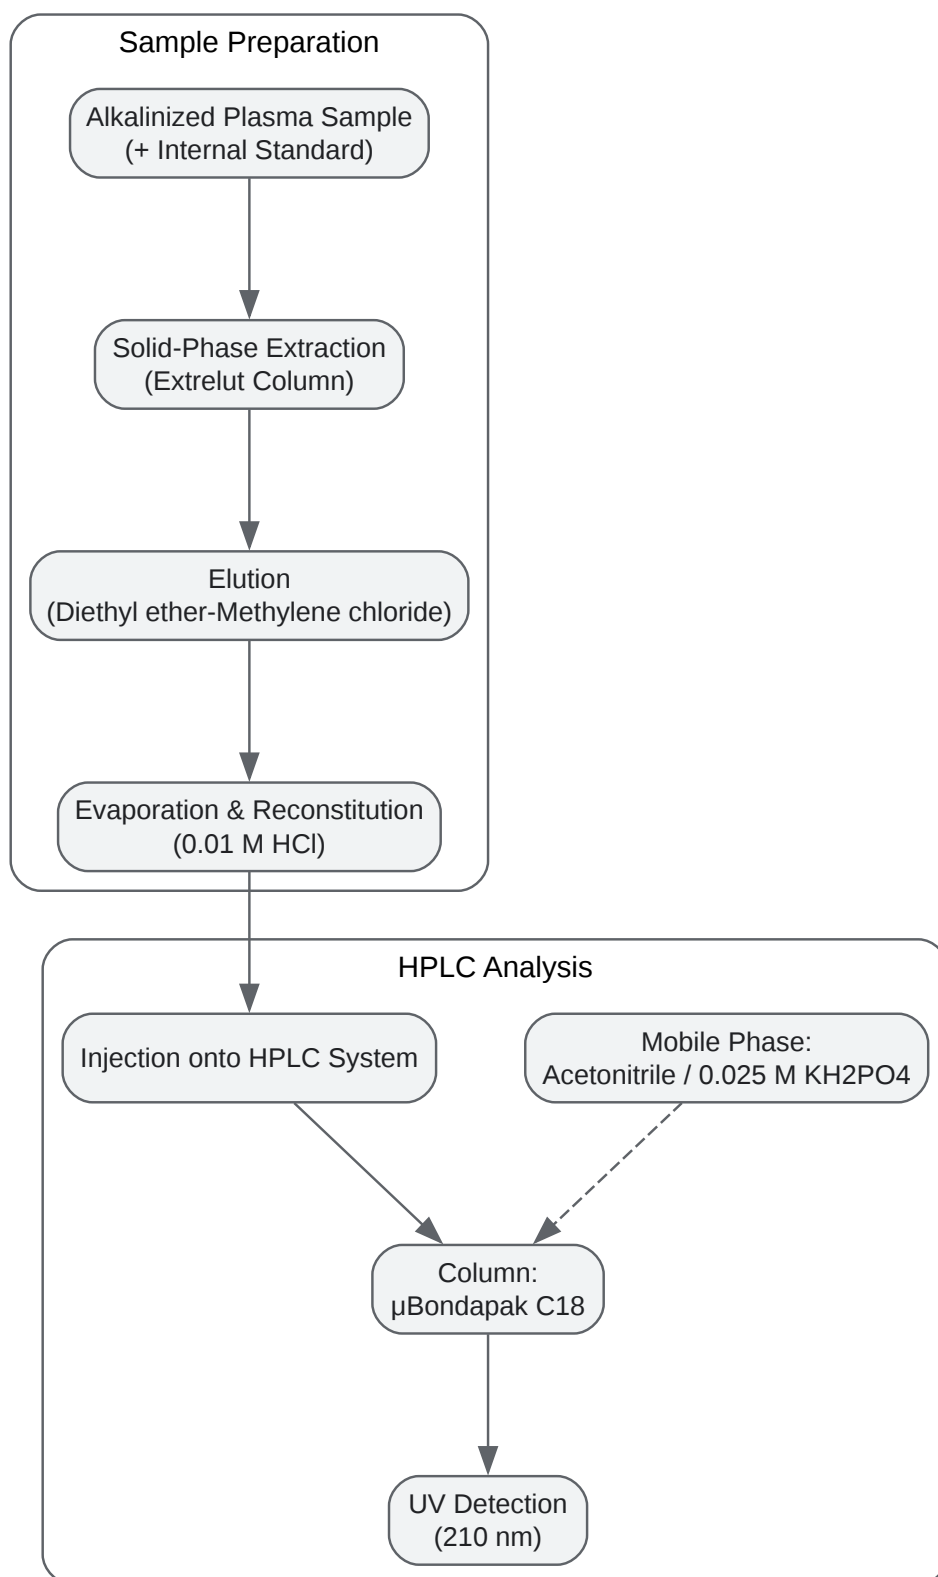 Sample Preparation
Alkalinized Plasma Sample
(+ Internal Standard)
Solid-Phase Extraction
(Extrelut Column)
Elution
(Diethyl ether-Methylene chloride)
Evaporation & Reconstitution
(0.01 M HCl)
HPLC Analysis
Injection onto HPLC System
Mobile Phase:
Acetonitrile / 0.025 M KH2PO4
Column:
µBondapak C18
UV Detection
(210 nm)